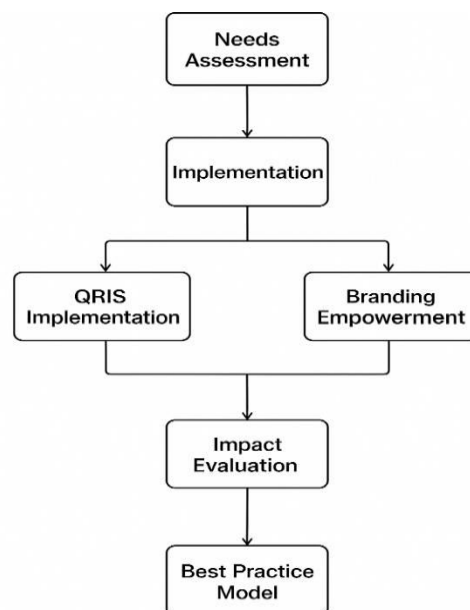 Needs
Assessment
Implementation
QRIS
Implementation
Branding
Empowerment
Impact
Evaluation
Best Practice
Model